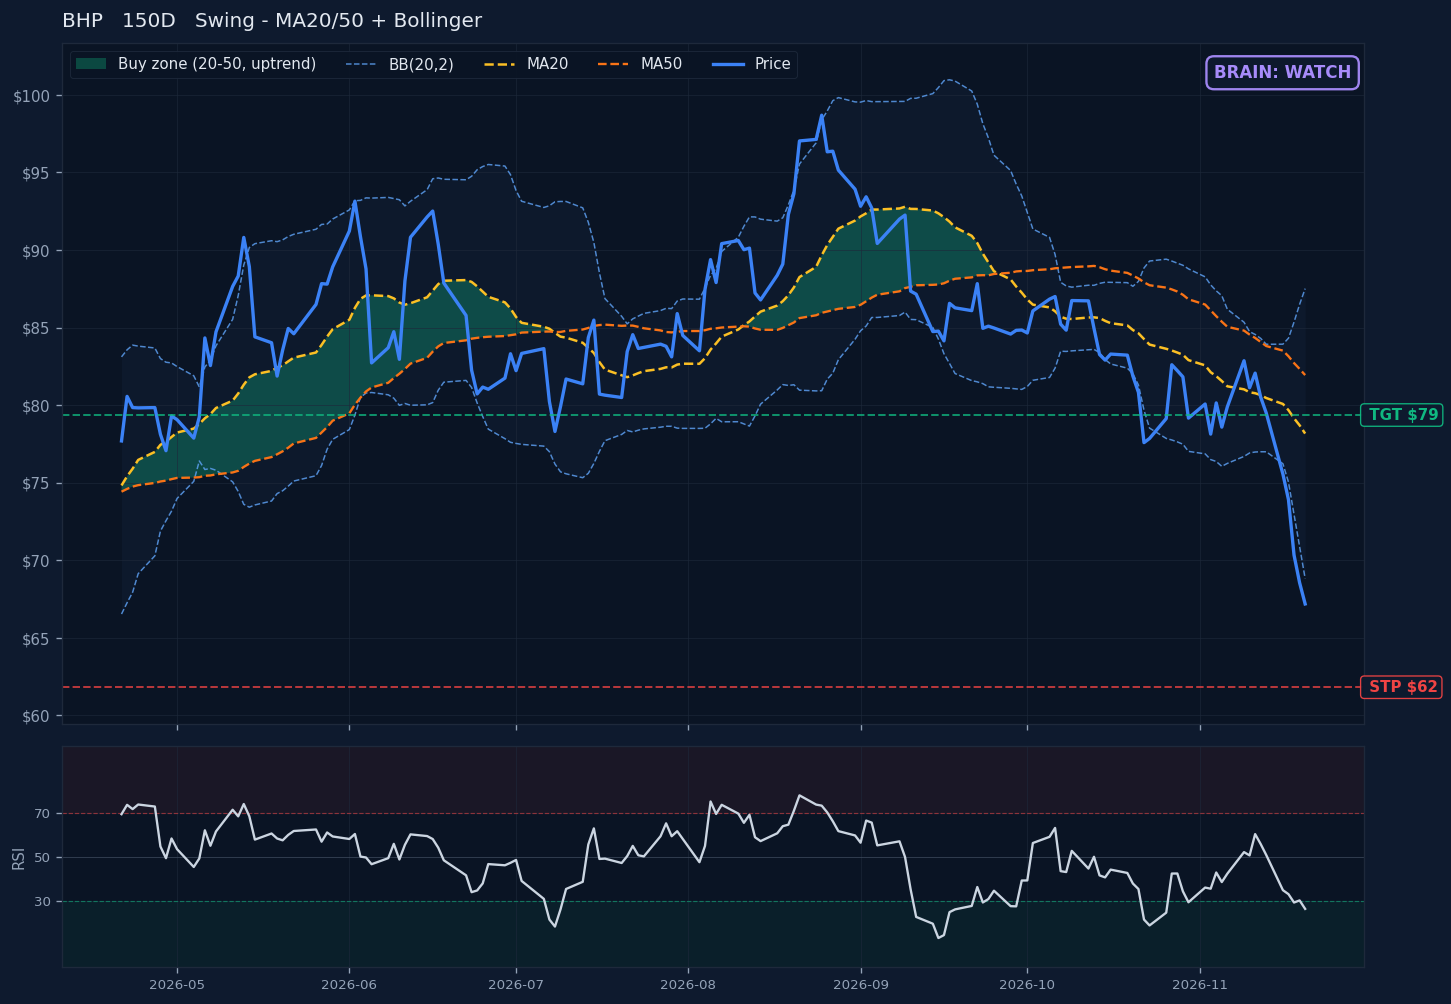 BHP 150D Swing - MA20/50 + Bollinger
Buy zone (20-50, uptrend) BB(20,2) MA20 MA50 Price
BRAIN: WATCH
$100
$95
$90
$85
$80
TGT $79
$75
$70
$65
STP $62
$60
RSI
70
50
30
2026-05 2026-06 2026-07 2026-08 2026-09 2026-10 2026-11